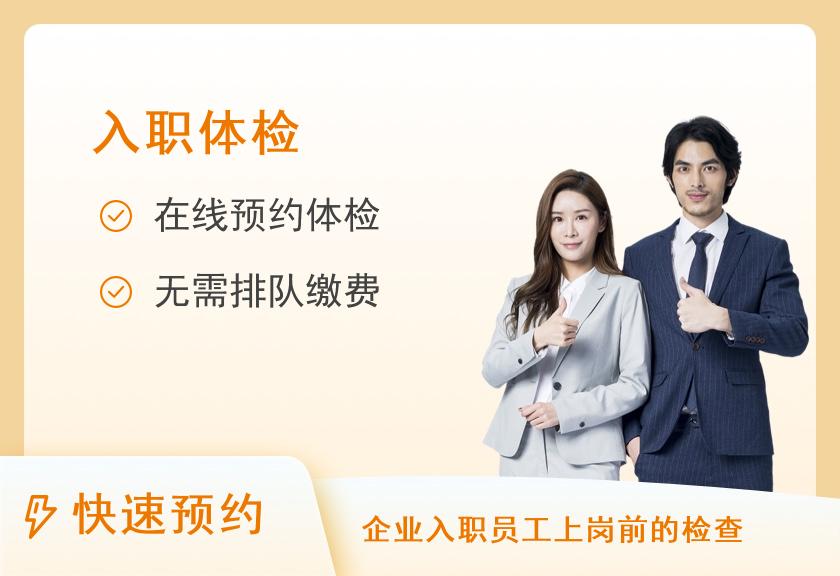 入职体检
在线预约体检
无需排队缴费
快速预约
企业入职员工上岗前的检查